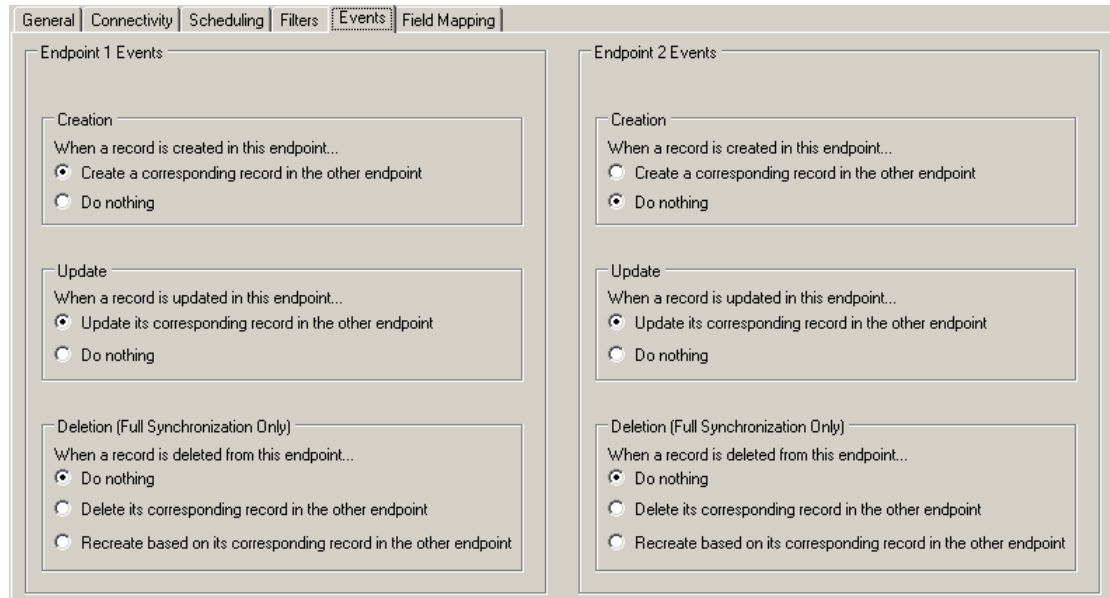 General Connectivity Scheduling Filters Events Field Mapping
Endpoint 1 Events
Creation
When a record is created in this endpoint...
Create a corresponding record in the other endpoint
Do nothing
Update
When a record is updated in this endpoint...
Update its corresponding record in the other endpoint
Do nothing
Deletion (Full Synchronization Only)
When a record is deleted from this endpoint...
Do nothing
Delete its corresponding record in the other endpoint
Recreate based on its corresponding record in the other endpoint
Endpoint 2 Events
Creation
When a record is created in this endpoint...
Create a corresponding record in the other endpoint
Do nothing
Update
When a record is updated in this endpoint...
Update its corresponding record in the other endpoint
Do nothing
Deletion (Full Synchronization Only)
When a record is deleted from this endpoint...
Do nothing
Delete its corresponding record in the other endpoint
Recreate based on its corresponding record in the other endpoint